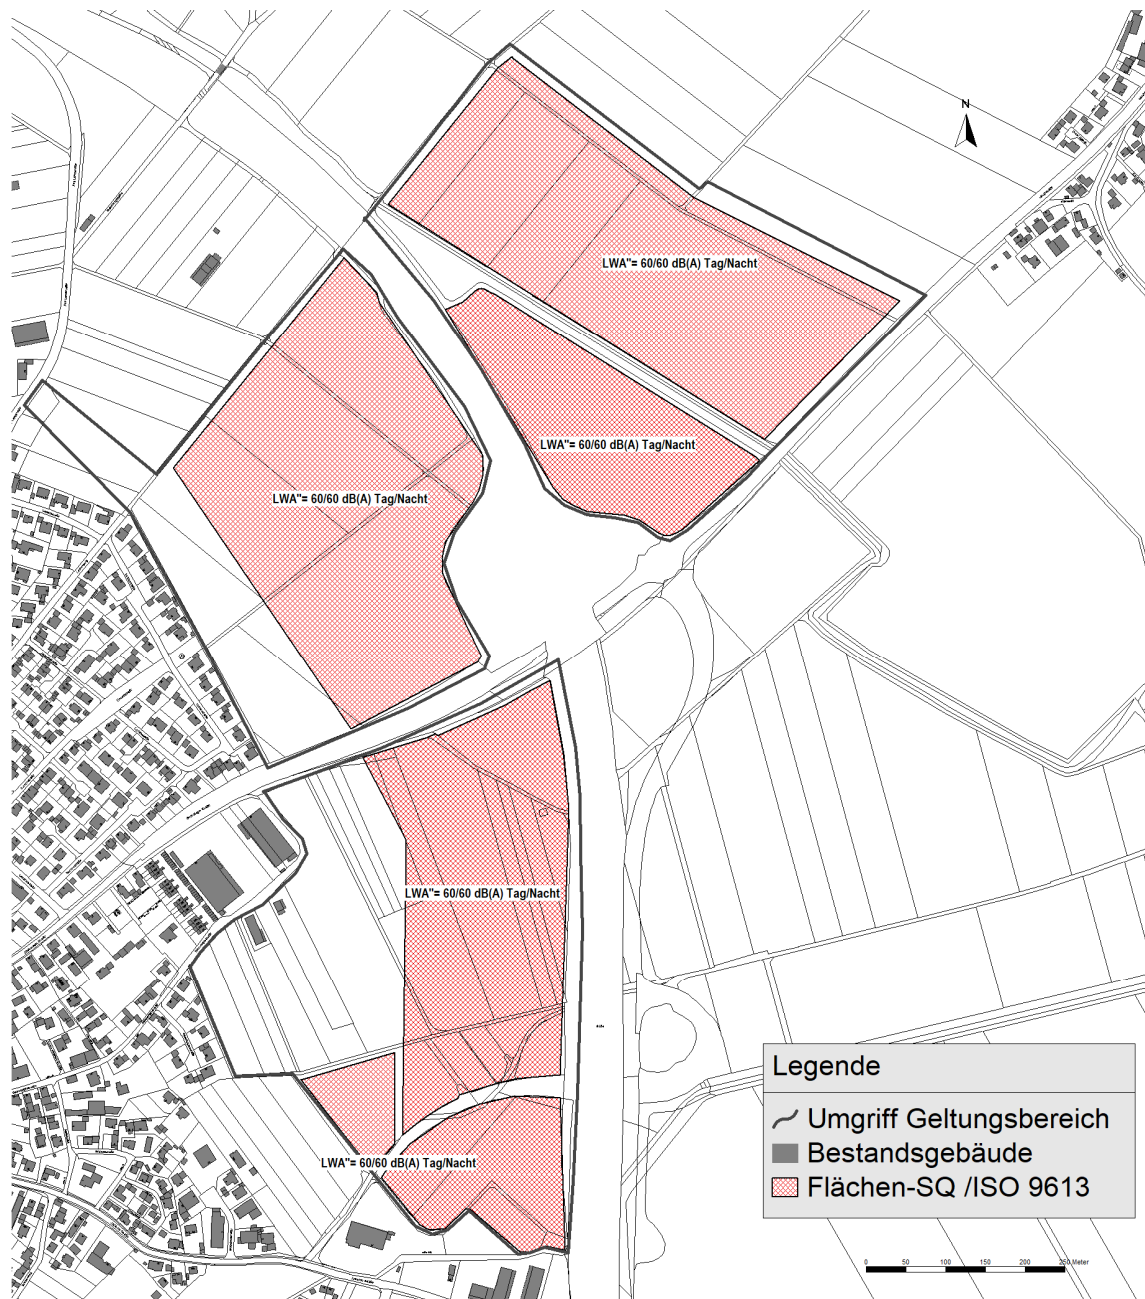 N
LWA"= 60/60 dB(A) Tag/Nacht
LWA"= 60/60 dB(A) Tag/Nacht
LWA"= 60/60 dB(A) Tag/Nacht
LWA"= 60/60 dB(A) Tag/Nacht
LWA"= 60/60 dB(A) Tag/Nacht
Legende
Umgriff Geltungsbereich
Bestandsgebäude
Flächen-SQ /ISO 9613
0 50 100 150 200 250 Meter